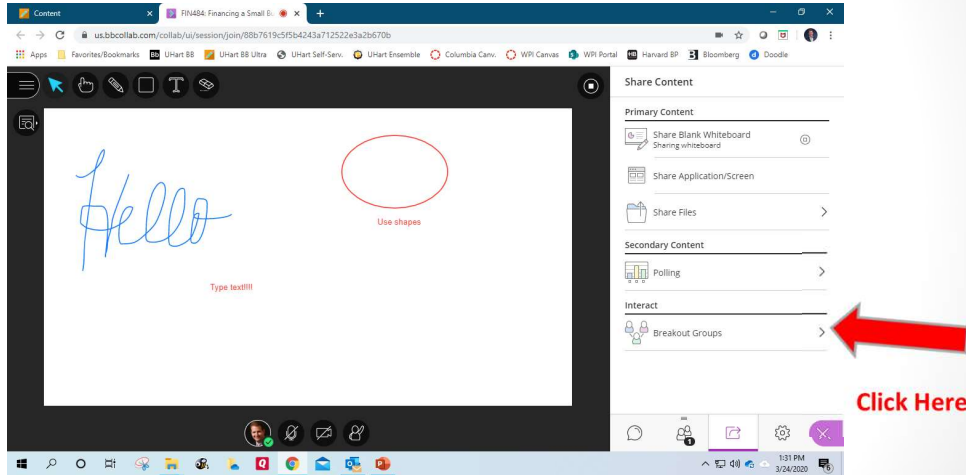 Content
FIN484: Financing a Small Bu
us.bbcollab.com/collab/ui/session/join/88b7619c5f5b4243a712522e3a2b670b
Apps Favorites/Bookmarks BB UHart BB UHart BB Ultra UHart Self-Serv. UHart Ensemble Columbia Canv. WPI Canvas WPI Portal HB Harvard BP B Bloomberg d Doodle
Share Content
Primary Content
Share Blank Whiteboard
Sharing whiteboard
Share Application/Screen
Share Files
Secondary Content
Polling
Interact
Breakout Groups
Hello
Use shapes
Type text!!!!
Click Here
1:31 PM
3/24/2020